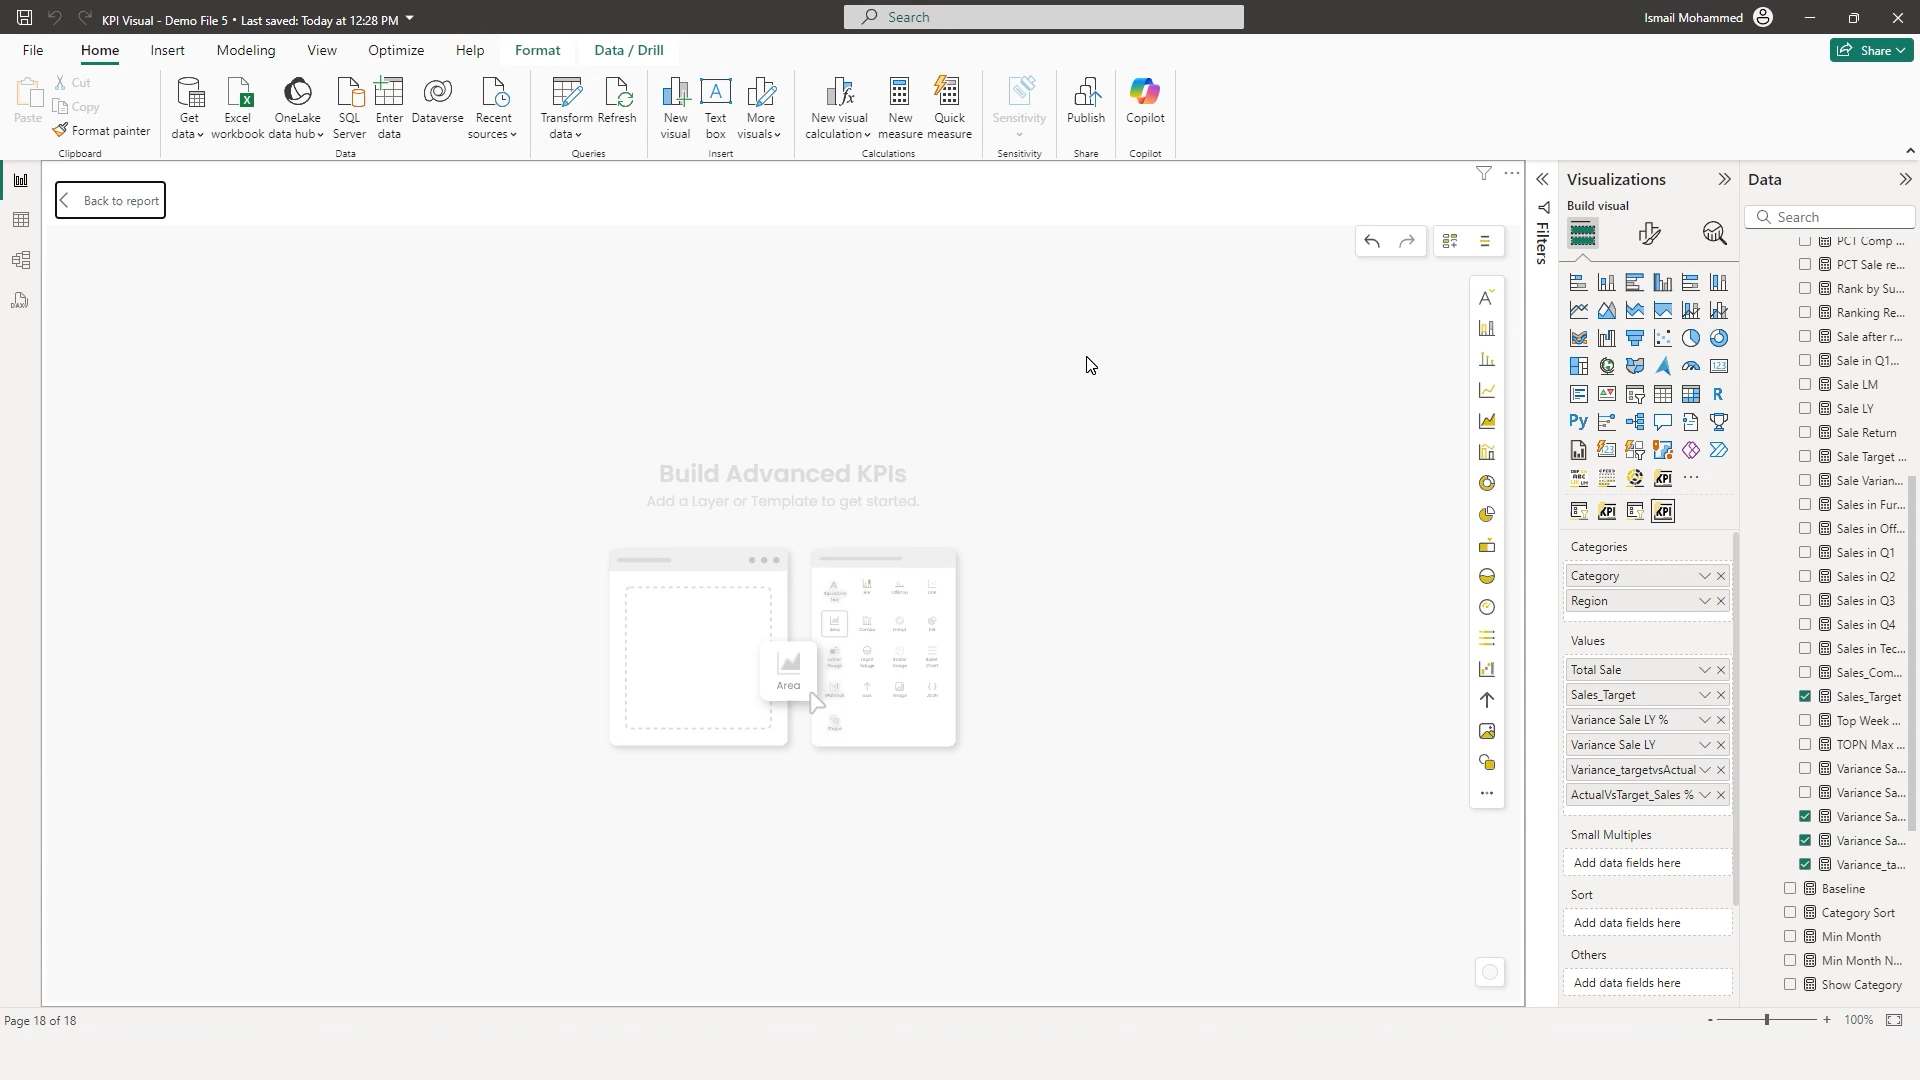 KPI Visual - Demo File 5 • Last saved: Today at 12:28 PM
Search
Ismail Mohammed
File
Home
Insert
Modeling
View
Optimize
Help
Format
Data / Drill
Share
Paste
Cut
Copy
Format painter
Clipboard
Get data
Excel workbook
OneLake data hub
SQL Server
Enter data
Dataverse
Recent sources
Data
Transform data
Refresh
Queries
New visual
Text box
More visuals
Insert
New visual calculation
New measure
Quick measure
Calculations
Sensitivity
Sensitivity
Publish
Share
Copilot
Copilot
Back to report
Build Advanced KPIs
Add a Layer or Template to get started.
Area
Filters
Visualizations
Build visual
Categories
Category
Region
Values
Total Sale
Sales_Target
Variance Sale LY %
Variance Sale LY
Variance_targetvsActual
ActualVsTarget_Sales %
Small Multiples
Add data fields here
Sort
Add data fields here
Others
Add data fields here
Data
Search
PCT Comp ...
PCT Sale re...
Rank by Su...
Ranking Re...
Sale after r...
Sale in Q1...
Sale LM
Sale LY
Sale Return
Sale Target ...
Sale Varian...
Sales in Fur...
Sales in Off...
Sales in Q1
Sales in Q2
Sales in Q3
Sales in Q4
Sales in Tec...
Sales_Com...
Sales_Target
Top Week ...
TOPN Max ...
Variance Sa...
Variance Sa...
Variance Sa...
Variance Sa...
Variance_ta...
Baseline
Category Sort
Min Month
Min Month N...
Show Category
Page 18 of 18
100%